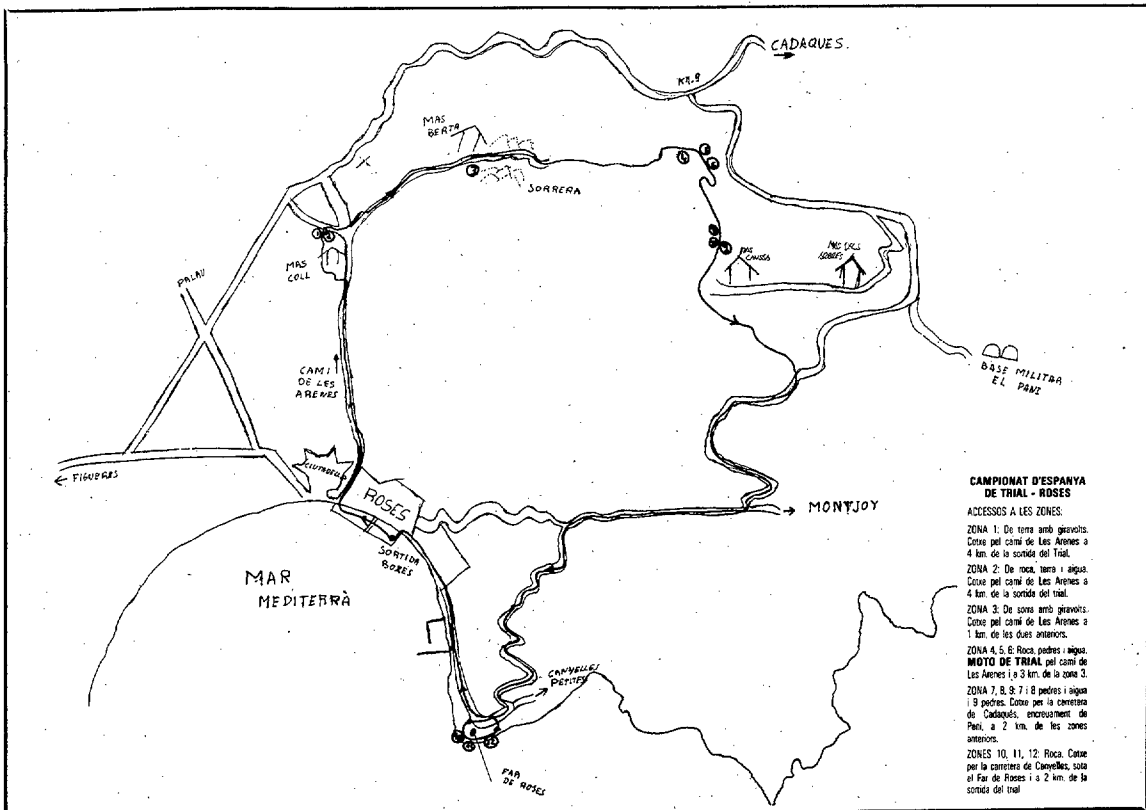 CADAQUES.
KM.9
MAS
BERTA
SORRERA
MAS
COLL
PALAU
MAS
CAUSSA
MAS DELS
BASE MILITAR
EL PANI
CAMI
DE LES
ARENES
← FIGUERES
CIUTADELLA
ROSES
SORTIDA
BOXES
→ MONTJOY
MAR
MEDITERRÀ
CANYELLES
PETITES
FAR
DE ROSES
CAMPIONAT D'ESPANYA
DE TRIAL - ROSES
ACCESSOS A LES ZONES:
ZONA 1: De terra amb giravolts.
Cotxe pel camí de Les Arenes a
4 km. de la sortida del Trial.
ZONA 2: De roca, terra i aigua.
Cotxe pel camí de Les Arenes a
4 km. de la sortida del trial.
ZONA 3: De sorra amb giravolts.
Cotxe pel camí de Les Arenes a
1 km. de les dues anteriors.
ZONA 4, 5, 6: Roca, pedres i aigua.
MOTO DE TRIAL pel camí de
Les Arenes i a 3 km. de la zona 3.
ZONA 7, 8, 9: 7 i 8 pedres i aigua
i 9 pedres. Cotxe per la carretera
de Cadaqués, encreuament de
Peni, a 2 km. de les zones
anteriors.
ZONES 10, 11, 12: Roca. Cotxe
per la carretera de Canyelles, sota
el Far de Roses i a 2 km. de la
sortida del trial